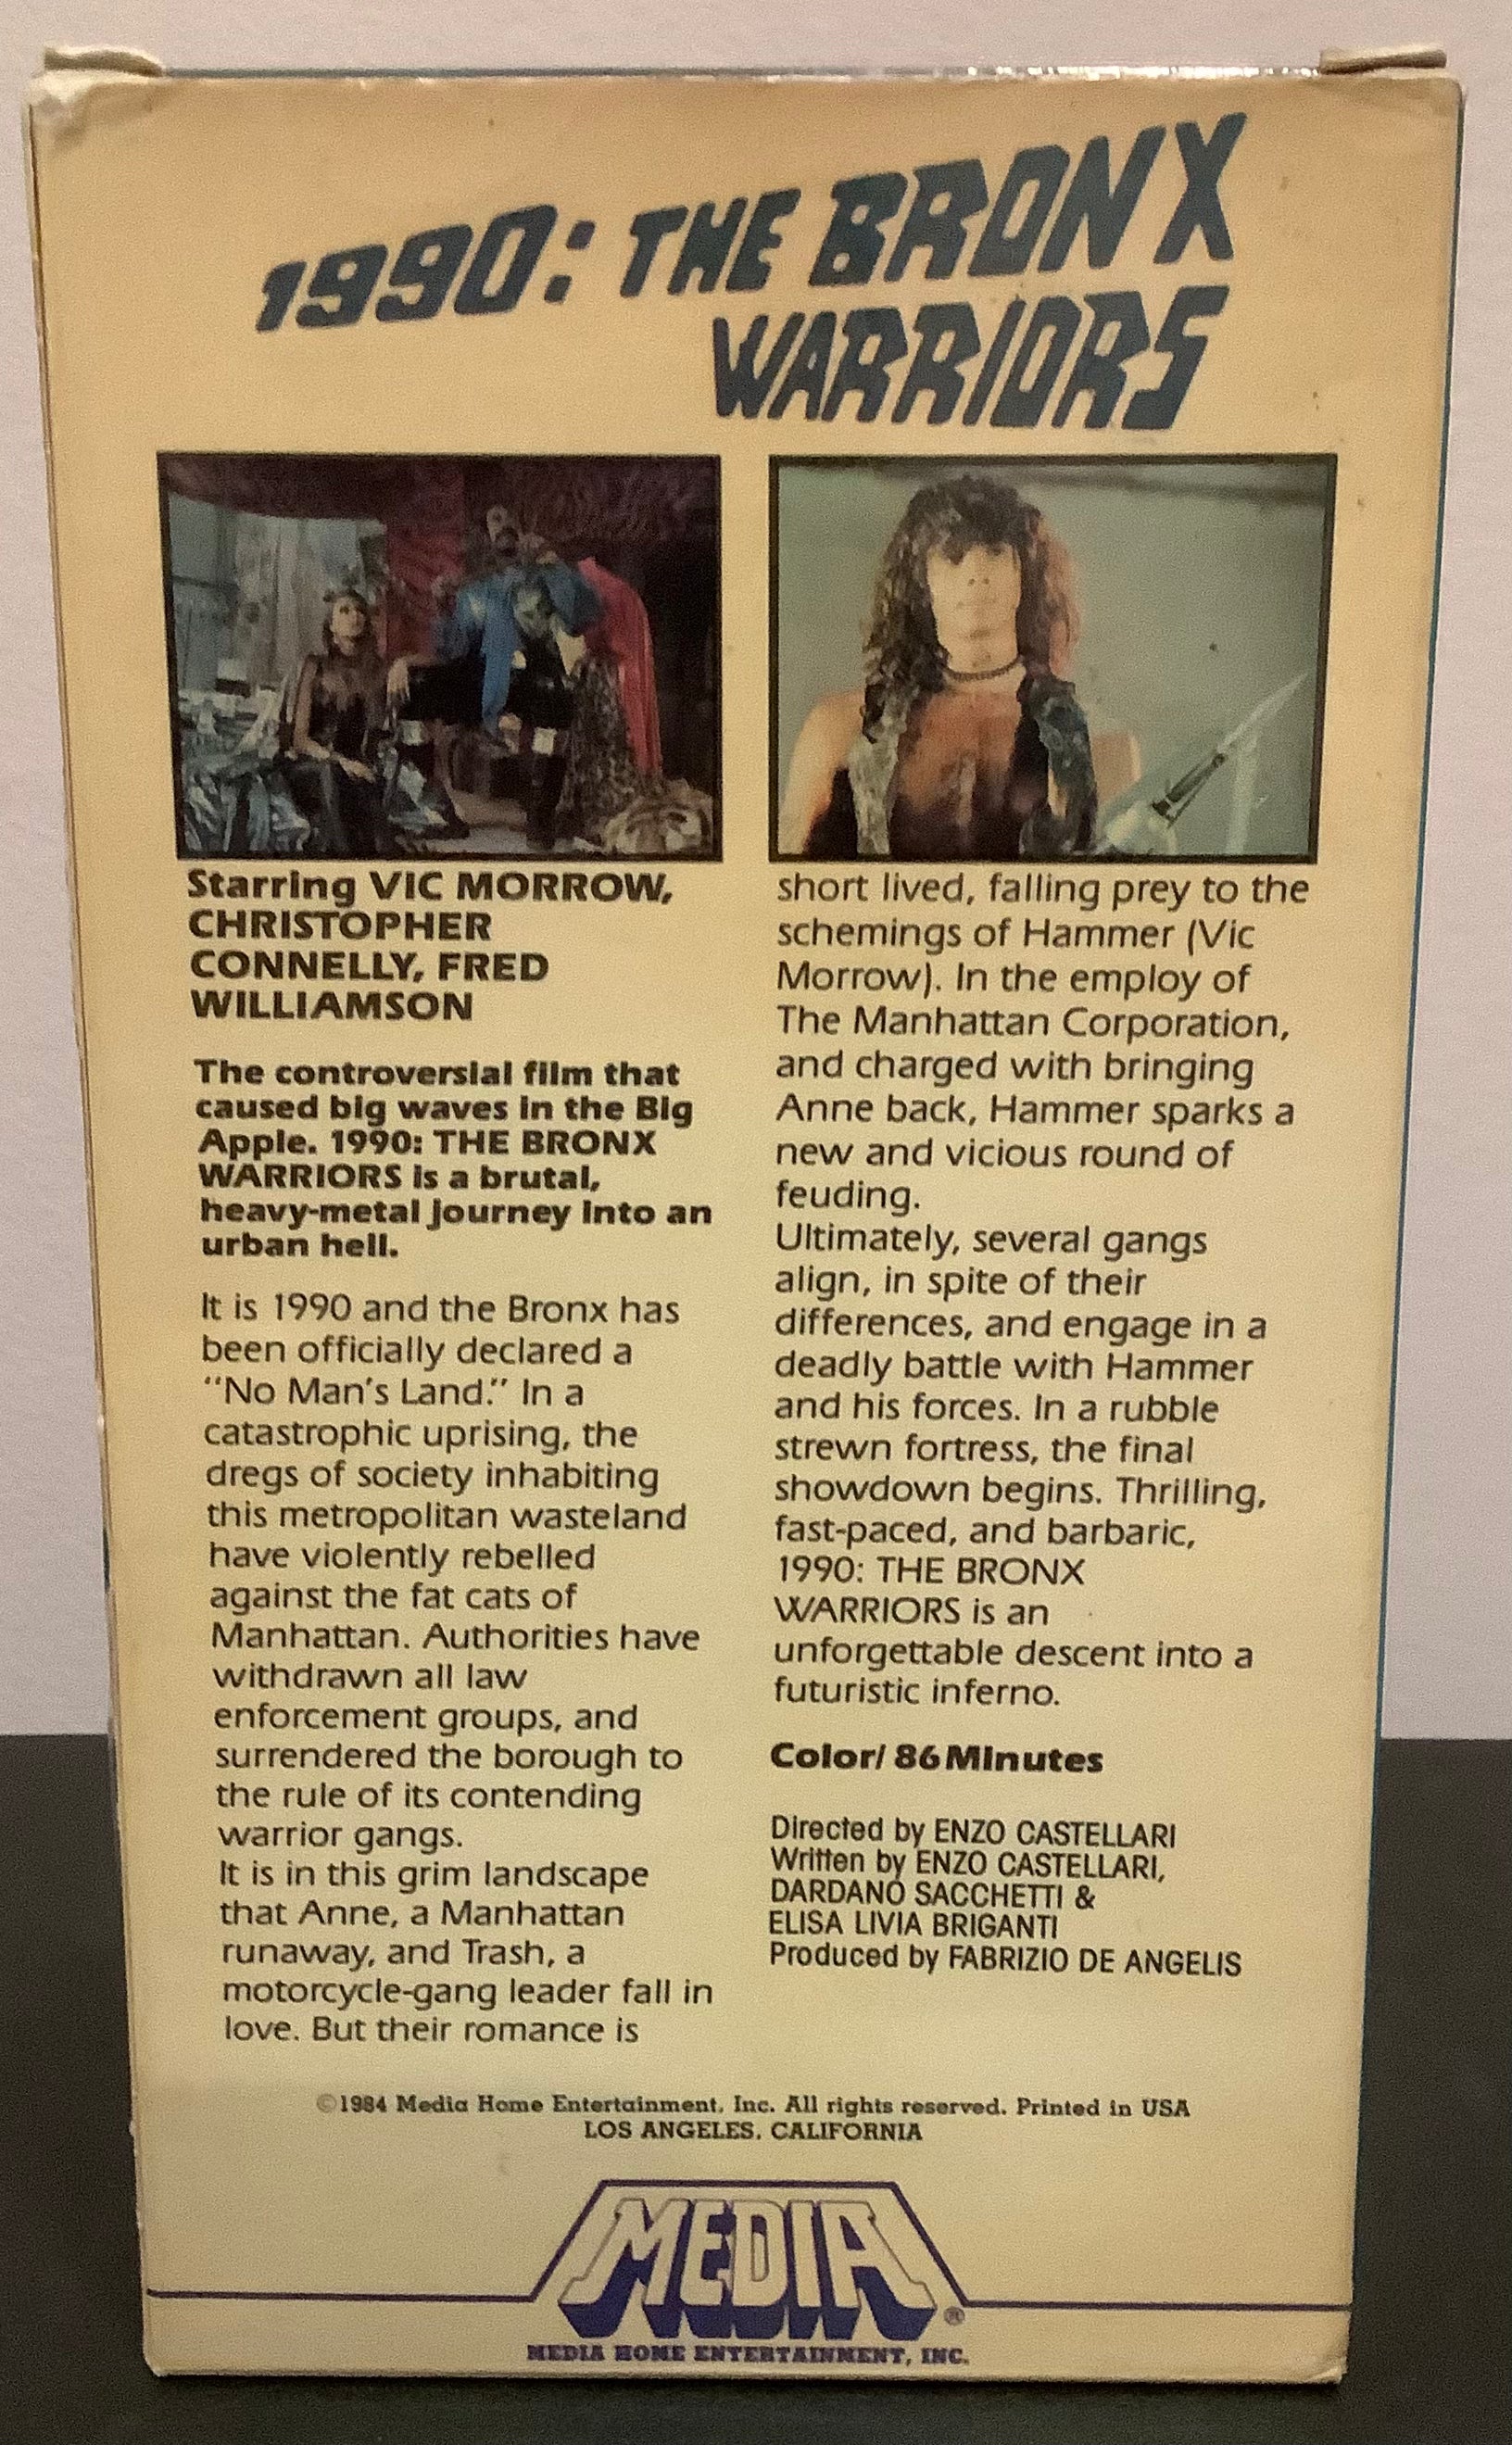 1990: THE BRONX
WARRIORS
Starring VIC MORROW,
CHRISTOPHER
CONNELLY, FRED
WILLIAMSON
The controversial film that
caused big waves in the Big
Apple. 1990: THE BRONX
WARRIORS is a brutal,
heavy-metal journey into an
urban hell.
It is 1990 and the Bronx has
been officially declared a
“No Man’s Land.” In a
catastrophic uprising, the
dregs of society inhabiting
this metropolitan wasteland
have violently rebelled
against the fat cats of
Manhattan. Authorities have
withdrawn all law
enforcement groups, and
surrendered the borough to
the rule of its contending
warrior gangs.
It is in this grim landscape
that Anne, a Manhattan
runaway, and Trash, a
motorcycle-gang leader fall in
love. But their romance is
short lived, falling prey to the
schemings of Hammer (Vic
Morrow). In the employ of
The Manhattan Corporation,
and charged with bringing
Anne back, Hammer sparks a
new and vicious round of
feuding.
Ultimately, several gangs
align, in spite of their
differences, and engage in a
deadly battle with Hammer
and his forces. In a rubble
strewn fortress, the final
showdown begins. Thrilling,
fast-paced, and barbaric,
1990: THE BRONX
WARRIORS is an
unforgettable descent into a
futuristic inferno.
Color/ 86 Minutes
Directed by ENZO CASTELLARI
Written by ENZO CASTELLARI,
DARDANO SACCHETTI &
ELISA LIVIA BRIGANTI
Produced by FABRIZIO DE ANGELIS
©1984 Media Home Entertainment, Inc. All rights reserved. Printed in USA
LOS ANGELES, CALIFORNIA
MEDIA®
MEDIA HOME ENTERTAINMENT, INC.